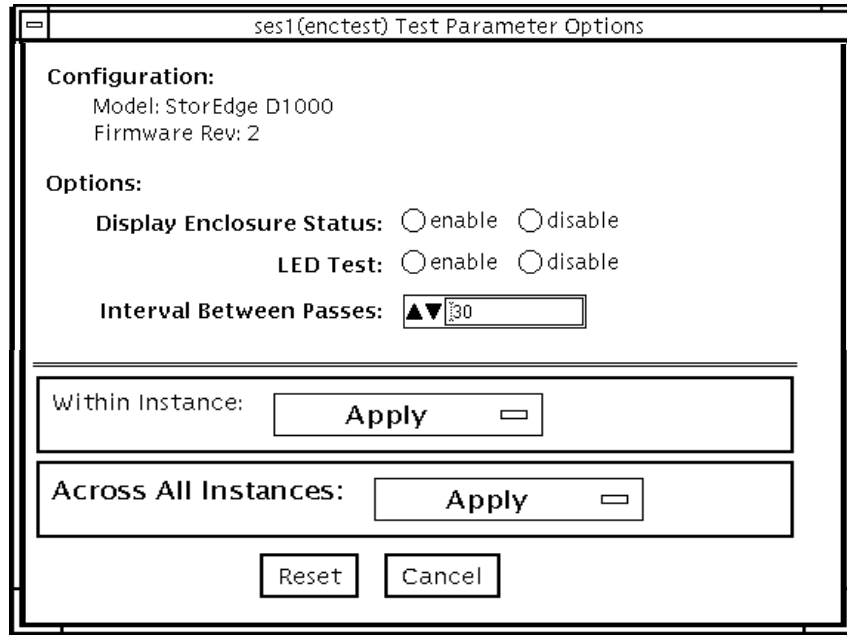 ses1(enctest) Test Parameter Options
Configuration:
Model: StorEdge D1000
Firmware Rev: 2
Options:
Display Enclosure Status: enable disable
LED Test: enable disable
Interval Between Passes: 30
Within Instance: Apply
Across All Instances: Apply
Reset Cancel